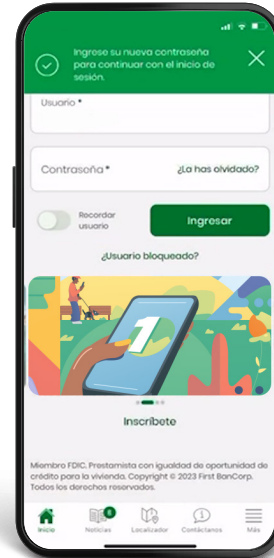 Ingrese su nueva contraseña
para continuar con el inicio de
sesión.
Usuario *
Contraseña *
¿La has olvidado?
Recordar
usuario
Ingresar
¿Usuario bloqueado?
1
Inscríbete
Miembro FDIC. Prestamista con igualdad de oportunidad de
crédito para la vivienda. Copyright © 2023 First BanCorp.
Todos los derechos reservados.
Inicio
Noticias
Localizador
Contáctanos
Más